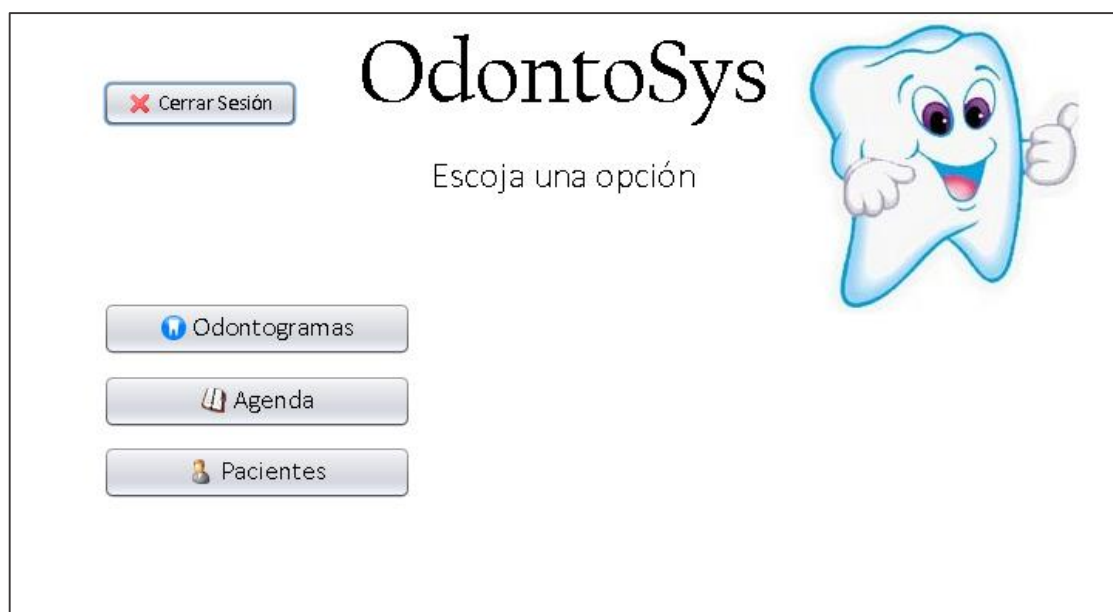 OdontoSys
Cerrar Sesión
Escoja una opción
Odontogramas
Agenda
Pacientes